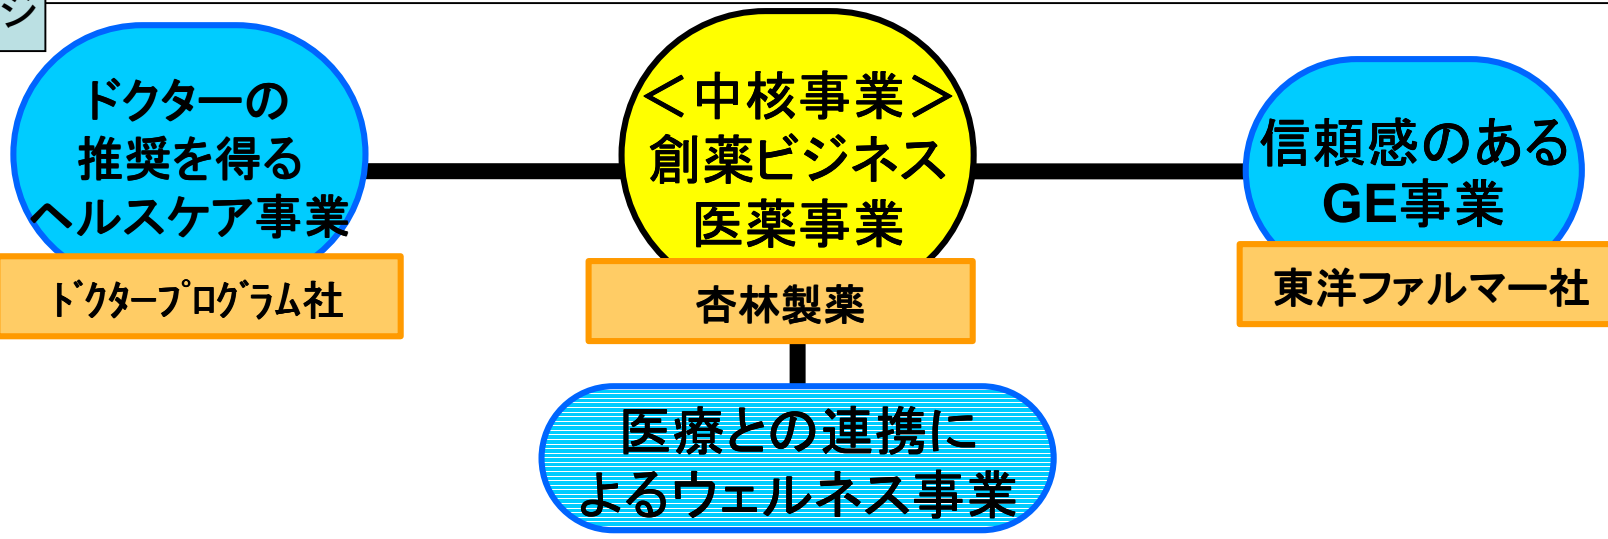 ジ
ドクターの
推奨を得る
ヘルスケア事業
ﾄﾞｸﾀｰﾌﾟﾛｸﾞﾗﾑ社
＜中核事業＞
創薬ビジネス
医薬事業
杏林製薬
信頼感のある
GE事業
東洋ファルマー社
医療との連携に
よるウェルネス事業